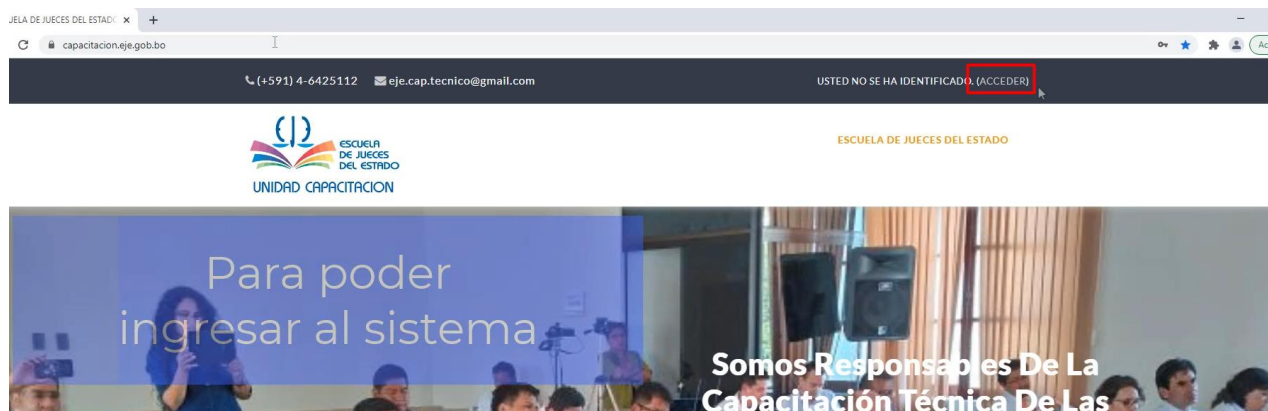 UELA DE JUECES DEL ESTADO
capacitacion.eje.gob.bo
(+591) 4-6425112 eje.cap.tecnico@gmail.com USTED NO SE HA IDENTIFICADO. (ACCEDER)
ESCUELA
DE JUECES
DEL ESTADO
UNIDAD CAPACITACION
ESCUELA DE JUECES DEL ESTADO
Para poder
ingresar al sistema
Somos Responsables De La
Capacitación Técnica De Las